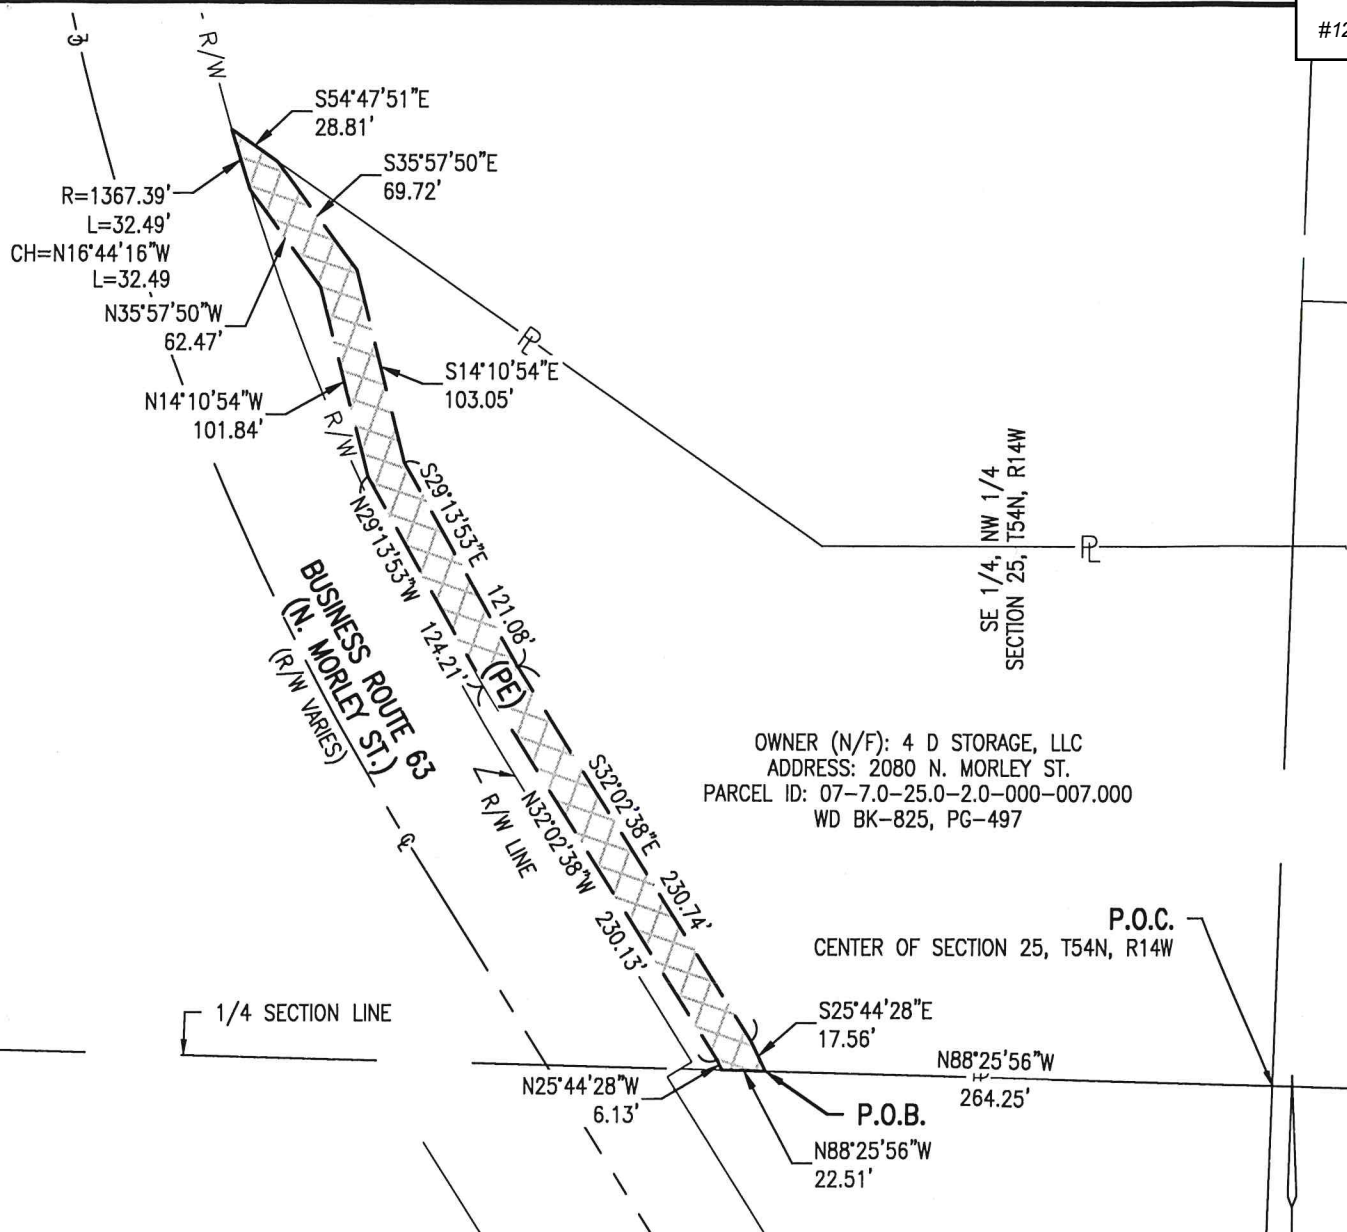 #12
R/W
S54°47'51"E
28.81'
S35°57'50"E
69.72'
R=1367.39'
L=32.49'
CH=N16°44'16"W
L=32.49
N35°57'50"W
62.47'
PL
S14°10'54"E
103.05'
N14°10'54"W
101.84'
R/W
S29°13'53"E
121.08'
N29°13'53"W
124.21'
SE 1/4, NW 1/4
SECTION 25, T54N, R14W
PL
BUSINESS ROUTE 63
(N. MORLEY ST.)
(R/W VARIES)
(PE)
OWNER (N/F): 4 D STORAGE, LLC
ADDRESS: 2080 N. MORLEY ST.
PARCEL ID: 07-7.0-25.0-2.0-000-007.000
WD BK-825, PG-497
S32°02'38"E
230.74'
R/W LINE
N32°02'38"W
230.13'
P.O.C.
CENTER OF SECTION 25, T54N, R14W
1/4 SECTION LINE
S25°44'28"E
17.56'
N88°25'56"W
264.25'
N25°44'28"W
6.13'
P.O.B.
N88°25'56"W
22.51'